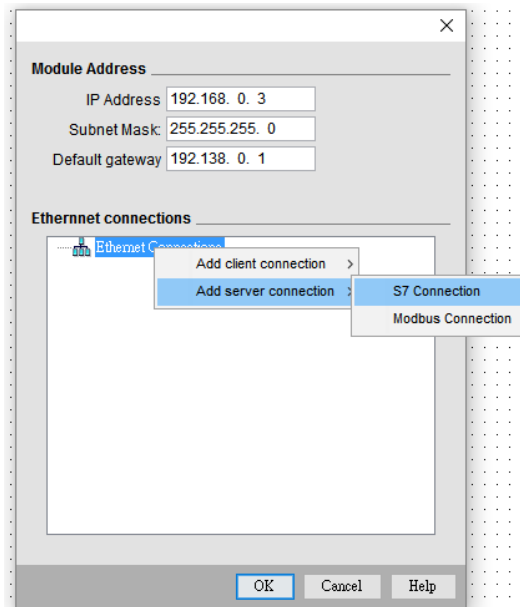 Module Address
IP Address 192.168. 0. 3
Subnet Mask: 255.255.255. 0
Default gateway 192.138. 0. 1
Ethernnet connections
Ethernet Connections
Add client connection >
Add server connection >
S7 Connection
Modbus Connection
OK Cancel Help